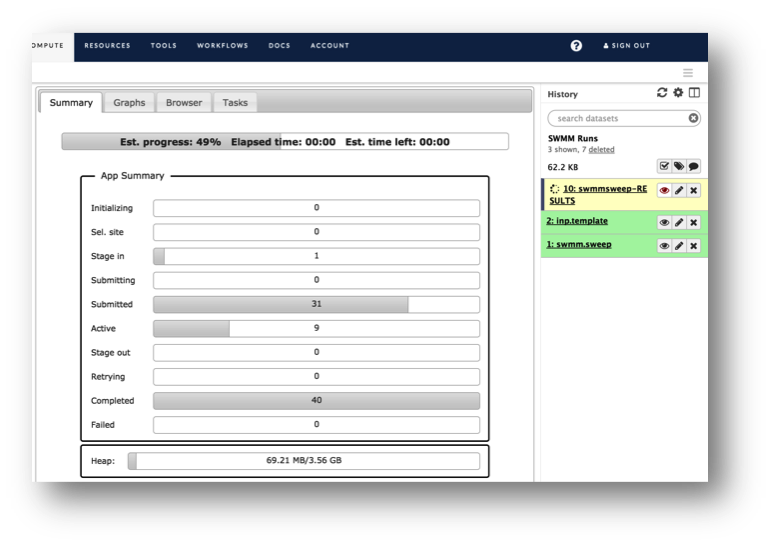 OMPUTE RESOURCES TOOLS WORKFLOWS DOCS ACCOUNT ? SIGN OUT
Summary Graphs Browser Tasks
Est. progress: 49% Elapsed time: 00:00 Est. time left: 00:00
App Summary
Initializing 0
Sel. site 0
Stage in 1
Submitting 0
Submitted 31
Active 9
Stage out 0
Retrying 0
Completed 40
Failed 0
Heap: 69.21 MB/3.56 GB
History
search datasets
SWMM Runs
3 shown, 7 deleted
62.2 KB
10: swmmsweep-RE
SULTS
2: inp.template
1: swmm.sweep